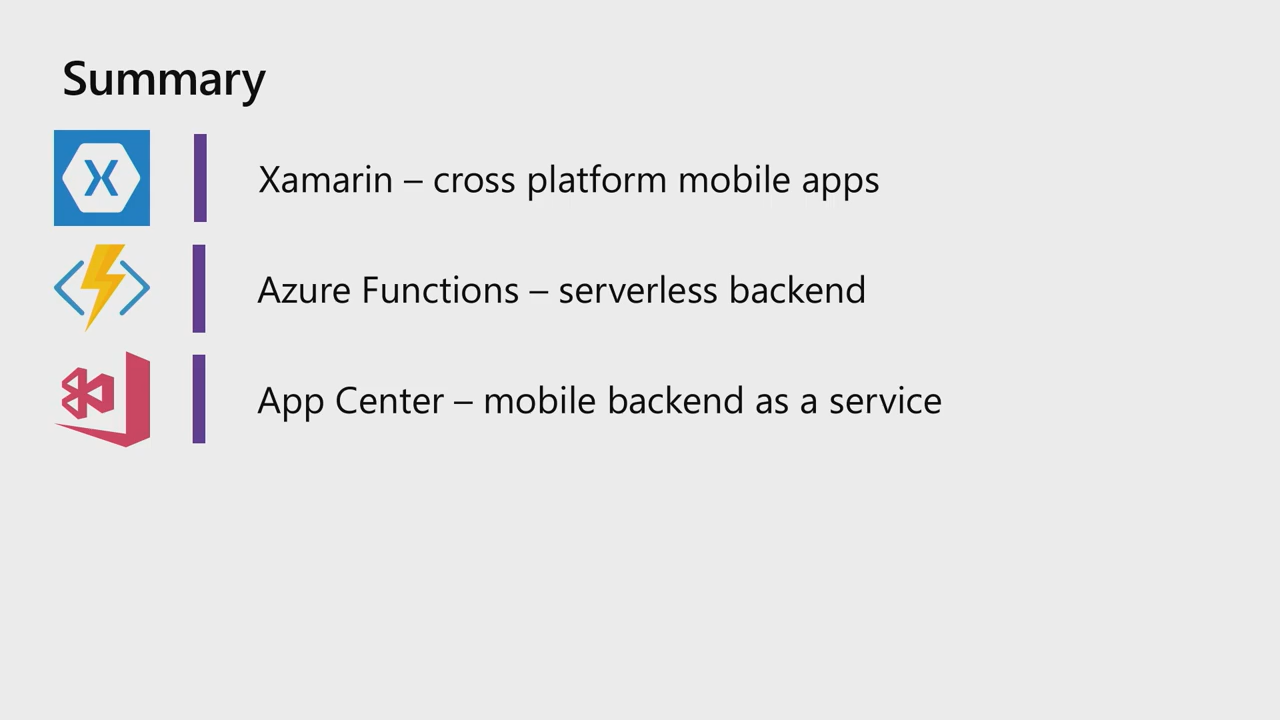 Summary
X
Xamarin – cross platform mobile apps
Azure Functions – serverless backend
App Center – mobile backend as a service